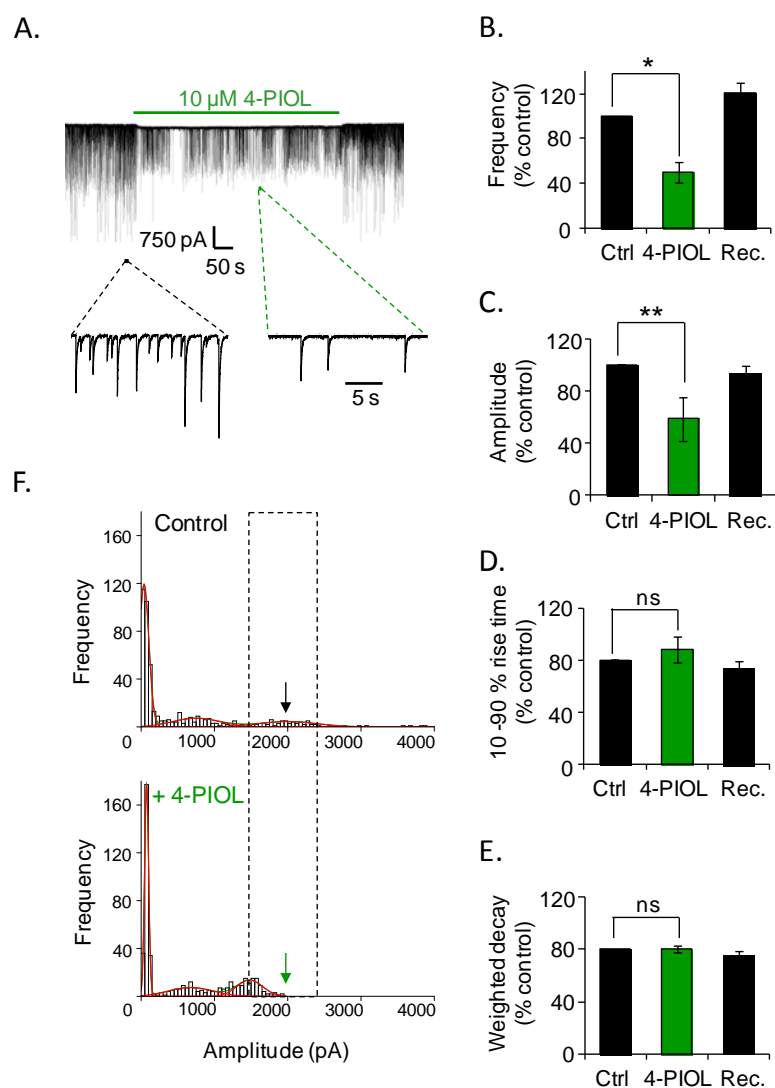 A.
10 µM 4-PIOL
750 pA
50 s
5 s
B.
Frequency
(% control)
120
80
40
0
*
Ctrl 4-PIOL Rec.
C.
Amplitude
(% control)
120
80
40
0
**
Ctrl 4-PIOL Rec.
D.
10-90 % rise time
(% control)
120
80
40
0
ns
Ctrl 4-PIOL Rec.
E.
Weighted decay
(% control)
120
80
40
0
ns
Ctrl 4-PIOL Rec.
F.
Control
Frequency
160
120
80
40
0 1000 2000 3000 4000
+ 4-PIOL
Frequency
160
120
80
40
0
0 1000 2000 3000 4000
Amplitude (pA)